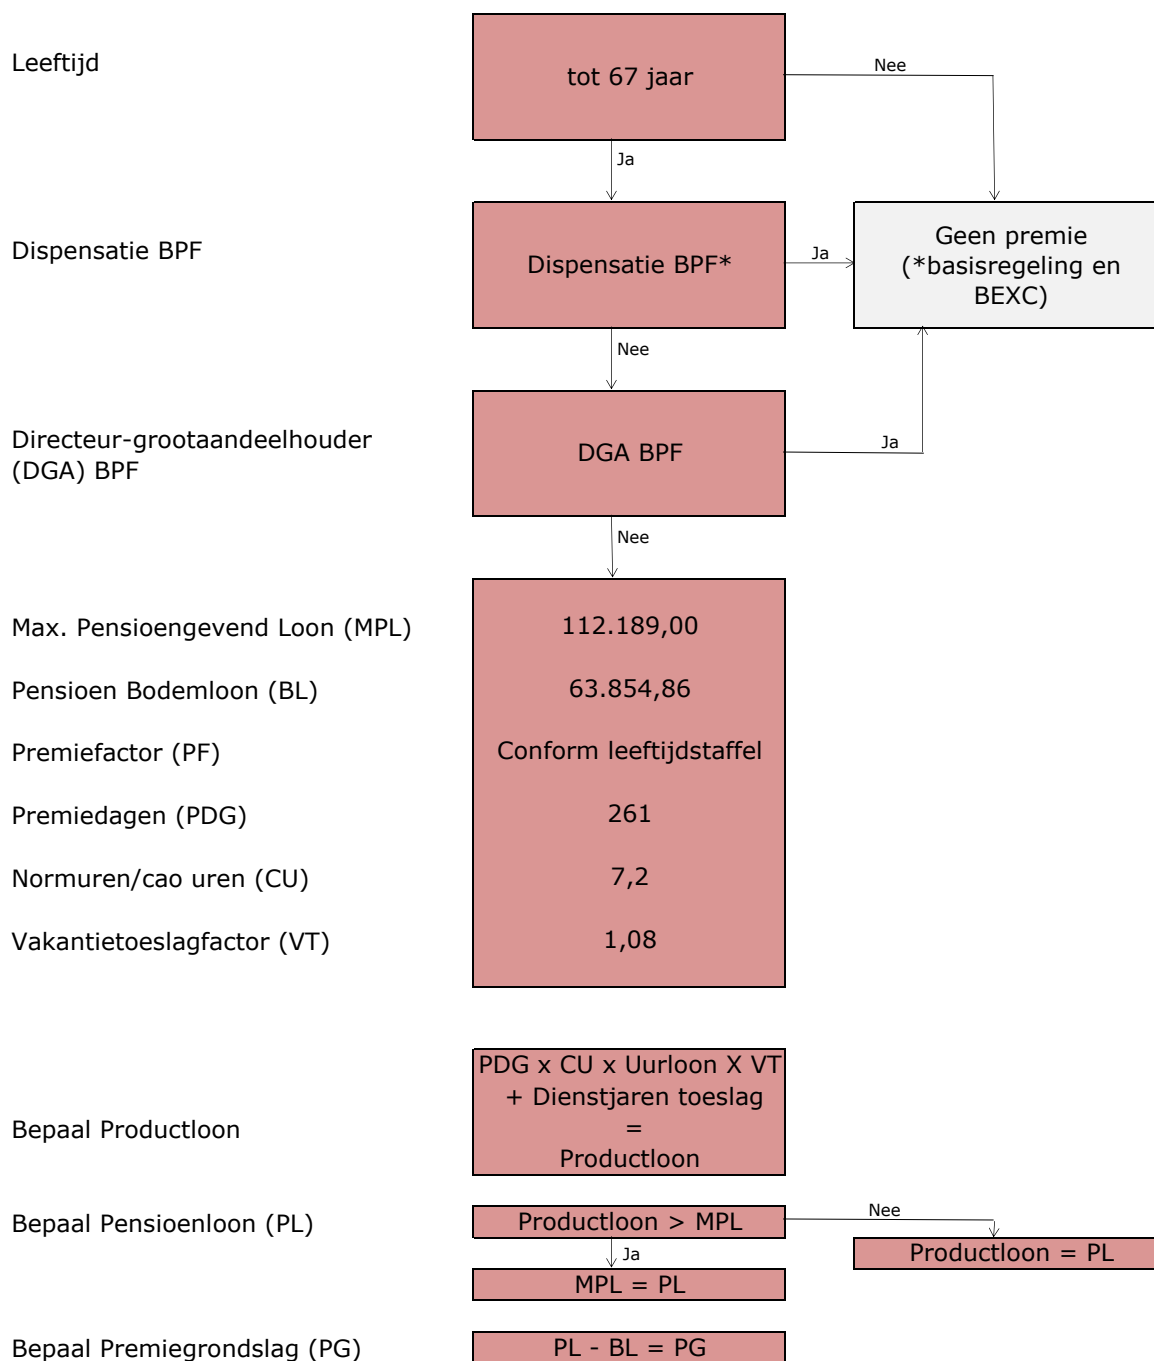 Leeftijd
tot 67 jaar
Nee
Ja
Dispensatie BPF
Dispensatie BPF*
Ja
Geen premie
(*basisregeling en
BEXC)
Nee
Directeur-grootaandeelhouder
(DGA) BPF
DGA BPF
Ja
Nee
Max. Pensioengevend Loon (MPL)
112.189,00
Pensioen Bodemloon (BL)
63.854,86
Premiefactor (PF)
Conform leeftijdstaffel
Premiedagen (PDG)
261
Normuren/cao uren (CU)
7,2
Vakantietoeslagfactor (VT)
1,08
Bepaal Productloon
PDG x CU x Uurloon X VT
+ Dienstjaren toeslag
=
Productloon
Bepaal Pensioenloon (PL)
Productloon > MPL
Nee
Ja
Productloon = PL
MPL = PL
Bepaal Premiegrondslag (PG)
PL - BL = PG